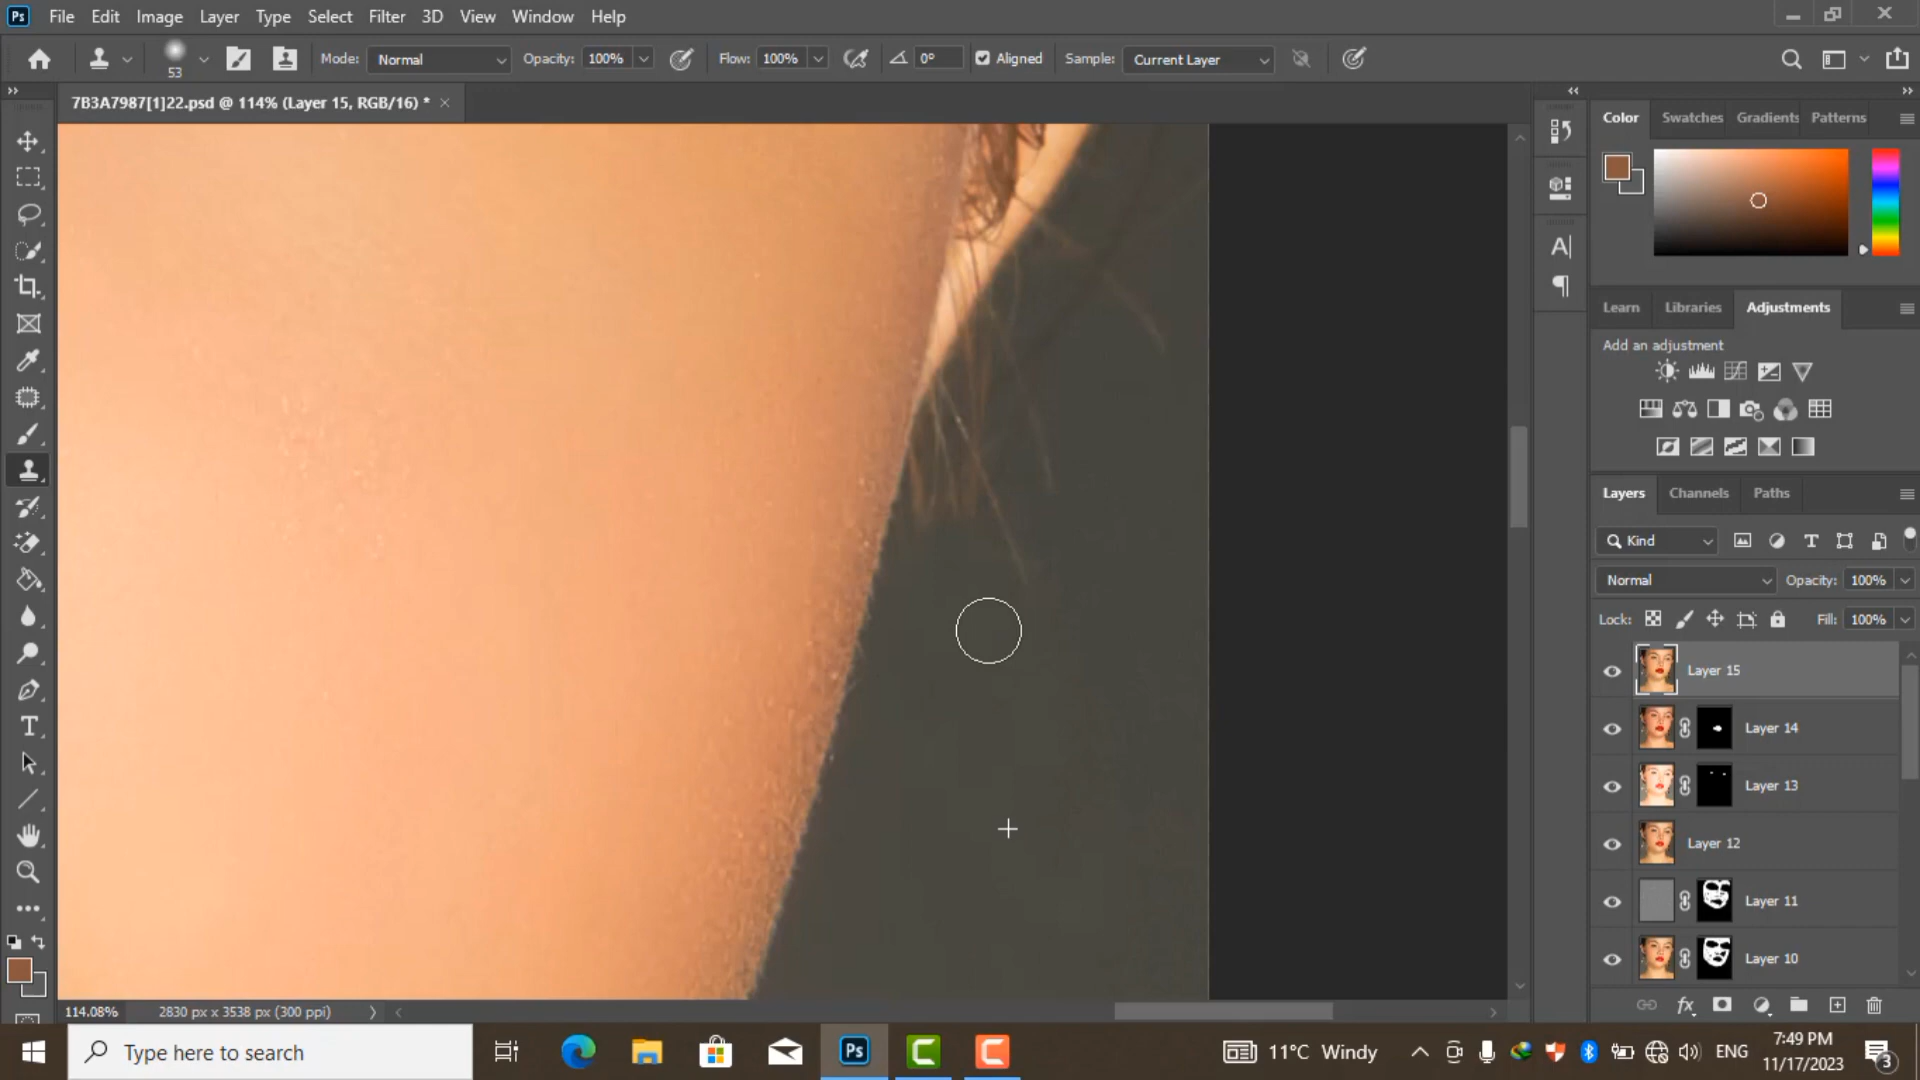 Ps File Edit Image Layer Type Select Filter 3D View Window Help
53 Mode: Normal Opacity: 100% Flow: 100% 0° Aligned Sample: Current Layer
7B3A7987[1]22.psd @ 114% (Layer 15, RGB/16) *
Color Swatches Gradients Patterns
Learn Libraries Adjustments
Add an adjustment
Layers Channels Paths
Kind
Normal Opacity: 100%
Lock: Fill: 100%
Layer 15
Layer 14
Layer 13
Layer 12
Layer 11
Layer 10
fx
114.08% 2830 px x 3538 px (300 ppi)
Type here to search
Ps
11°C Windy
ENG
7:49 PM
11/17/2023
3